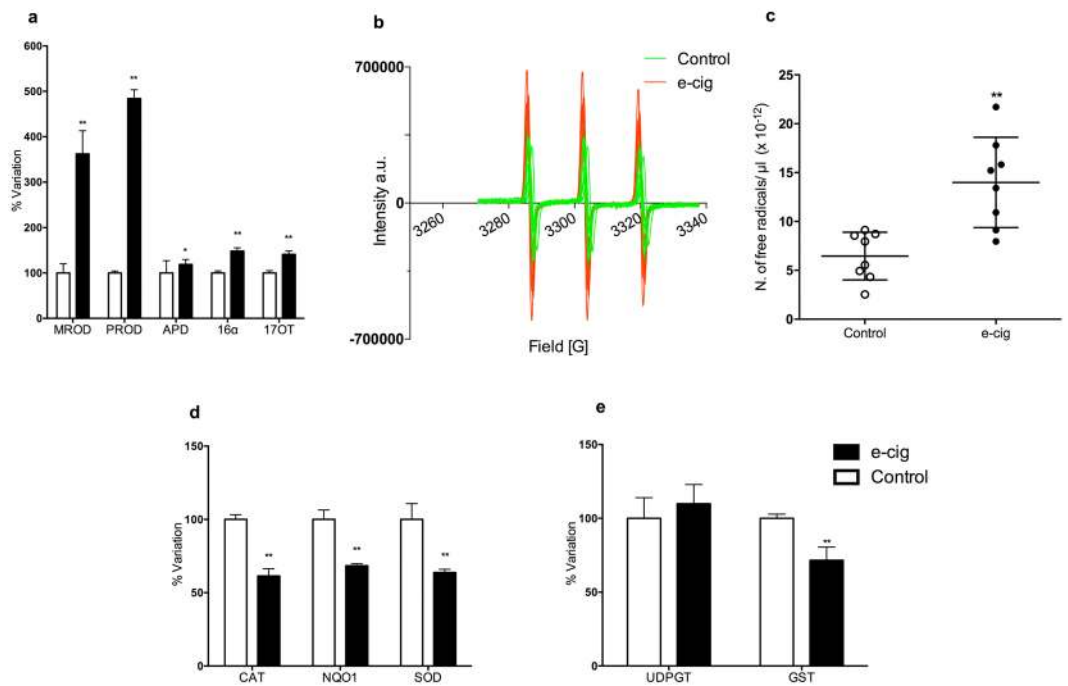 a
% Variation
600
500
400
300
200
100
0
** ** * ** **
MROD PROD APD 16α 17OT
b
Intensity a.u.
700000
0
-700000
3260 3280 3300 3320 3340
Field [G]
Control
e-cig
c
N. of free radicals/ µl (x 10⁻¹²)
25
20
15
10
5
0
**
Control e-cig
d
% Variation
150
100
50
0
** ** **
CAT NQO1 SOD
e
% Variation
150
100
50
0
**
UDPGT GST
e-cig
Control